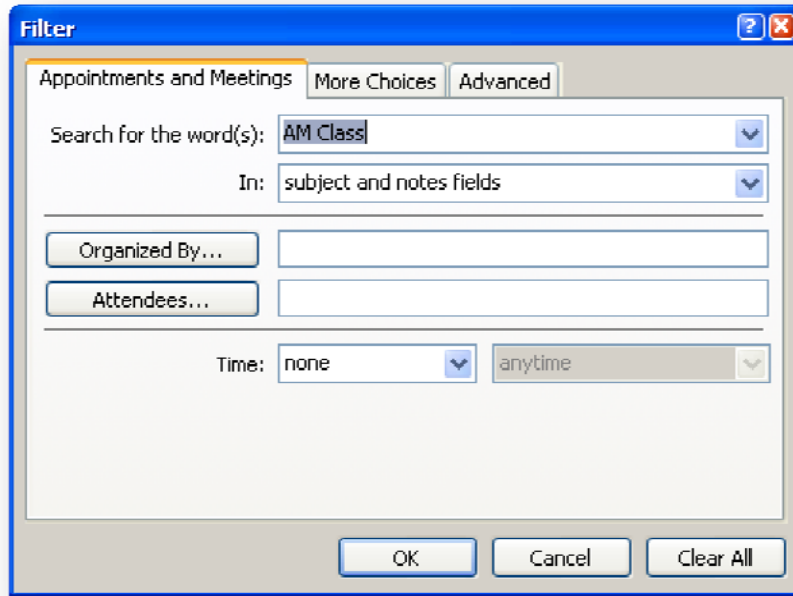 Filter
Appointments and Meetings More Choices Advanced
Search for the word(s): AM Class
In: subject and notes fields
Organized By...
Attendees...
Time: none anytime
OK Cancel Clear All